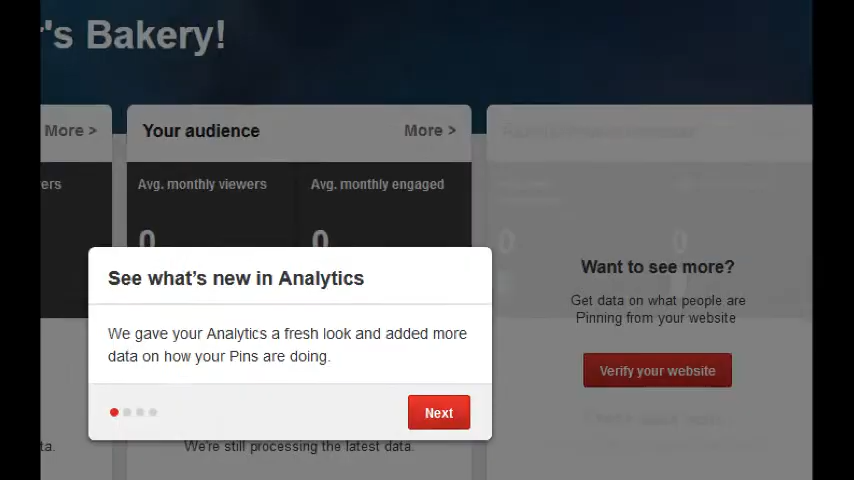 's Bakery!
More >
Your audience
More >
ers
Avg. monthly viewers
Avg. monthly engaged
0
0
0
0
See what's new in Analytics
We gave your Analytics a fresh look and added more
data on how your Pins are doing.
Next
Want to see more?
Get data on what people are
Pinning from your website
Verify your website
ta.
We're still processing the latest data.